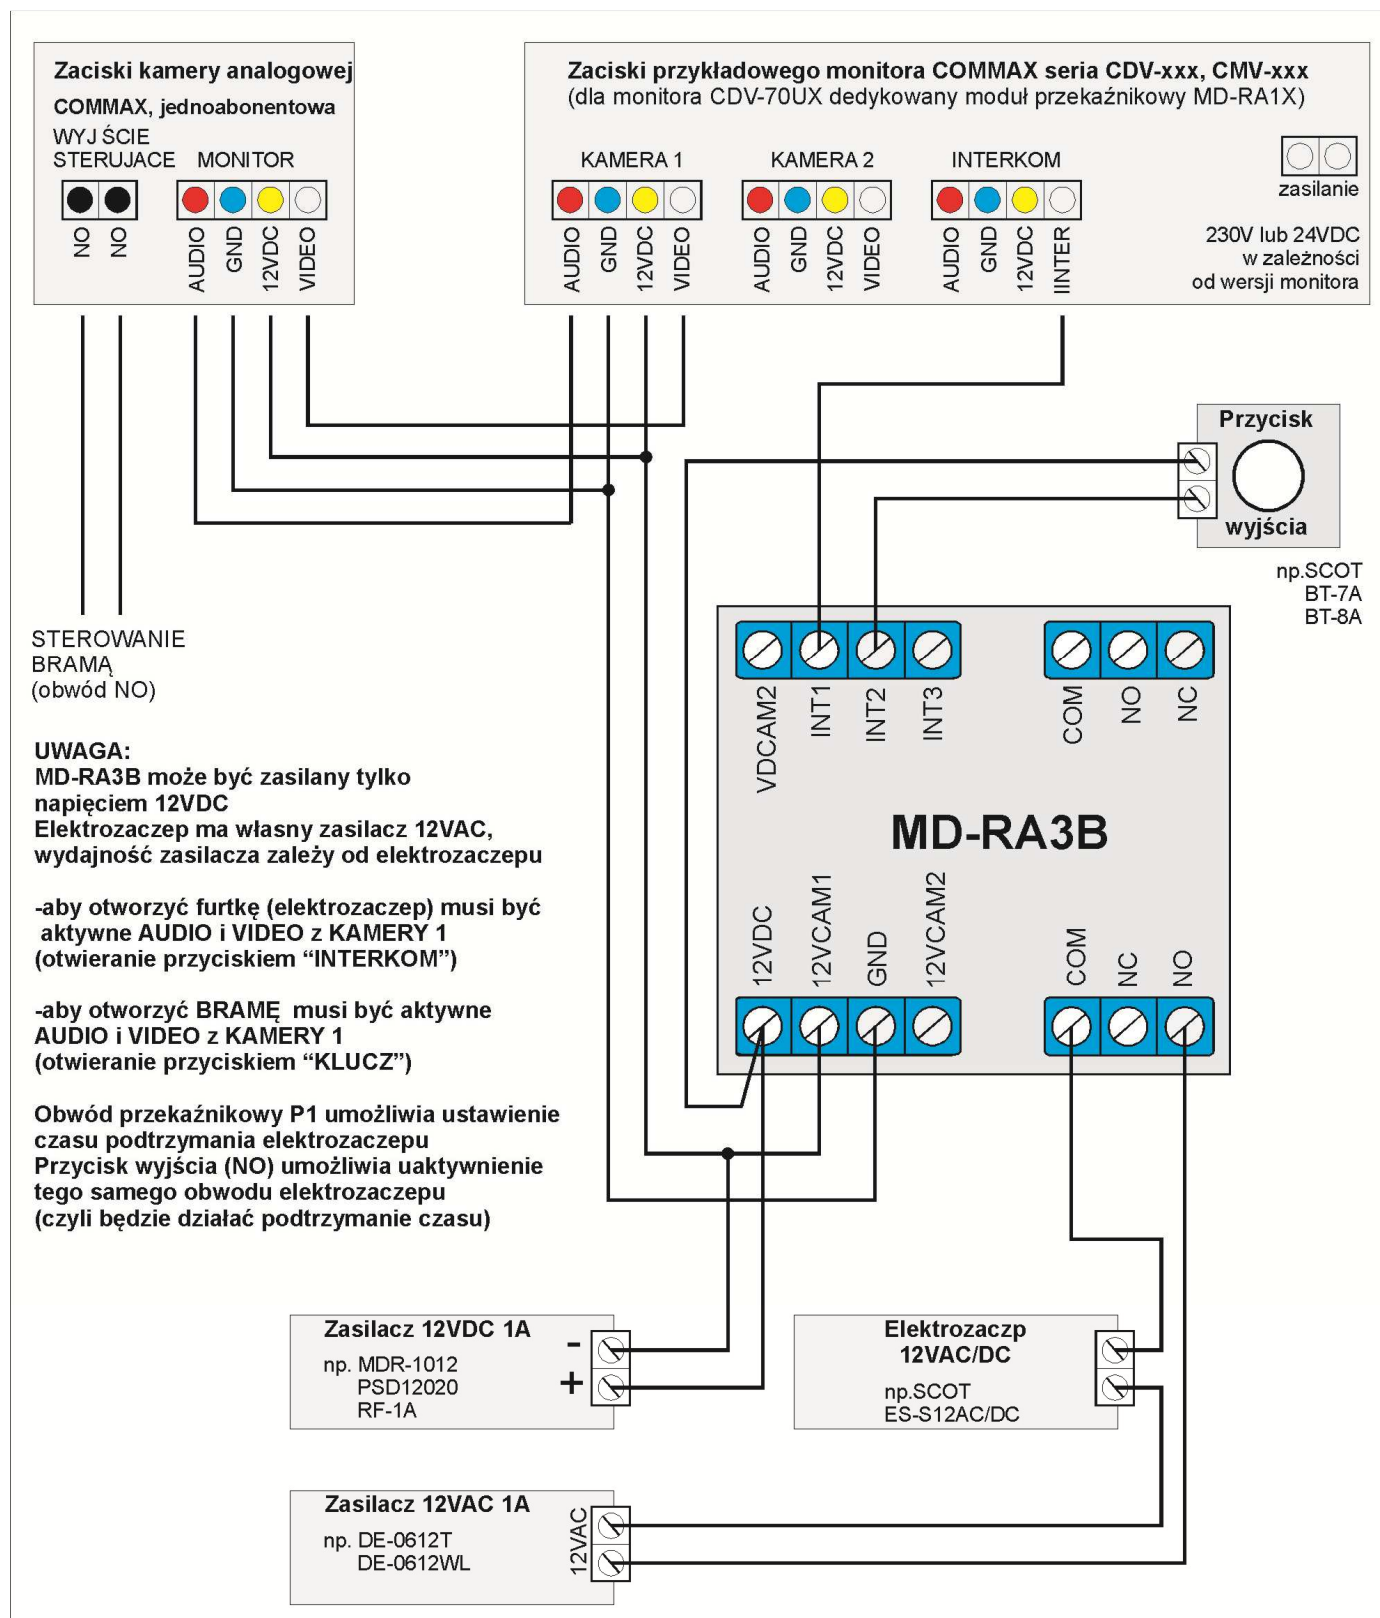 Zaciski kamery analogowej
COMMAX, jednoabonentowa
WYJ ŚCIE
STERUJACE
MONITOR
NO
NO
AUDIO
GND
12VDC
VIDEO
Zaciski przykładowego monitora COMMAX seria CDV-xxx, CMV-xxx
(dla monitora CDV-70UX dedykowany moduł przekaźnikowy MD-RA1X)
KAMERA 1
KAMERA 2
INTERKOM
AUDIO
GND
12VDC
VIDEO
AUDIO
GND
12VDC
VIDEO
AUDIO
GND
12VDC
IINTER
zasilanie
230V lub 24VDC
w zależności
od wersji monitora
Przycisk
wyjścia
np.SCOT
BT-7A
BT-8A
STEROWANIE
BRAMĄ
(obwód NO)
UWAGA:
MD-RA3B może być zasilany tylko
napięciem 12VDC
Elektrozaczep ma własny zasilacz 12VAC,
wydajność zasilacza zależy od elektrozaczepu
-aby otworzyć furtkę (elektrozaczep) musi być
aktywne AUDIO i VIDEO z KAMERY 1
(otwieranie przyciskiem “INTERKOM”)
-aby otworzyć BRAMĘ musi być aktywne
AUDIO i VIDEO z KAMERY 1
(otwieranie przyciskiem “KLUCZ”)
Obwód przekaźnikowy P1 umożliwia ustawienie
czasu podtrzymania elektrozaczepu
Przycisk wyjścia (NO) umożliwia uaktywnienie
tego samego obwodu elektrozaczepu
(czyli będzie działać podtrzymanie czasu)
VDCAM2
INT1
INT2
INT3
COM
NO
NC
MD-RA3B
12VDC
12VCAM1
GND
12VCAM2
COM
NC
NO
Zasilacz 12VDC 1A
np. MDR-1012
PSD12020
RF-1A
-
+
Elektrozaczp
12VAC/DC
np.SCOT
ES-S12AC/DC
Zasilacz 12VAC 1A
np. DE-0612T
DE-0612WL
12VAC